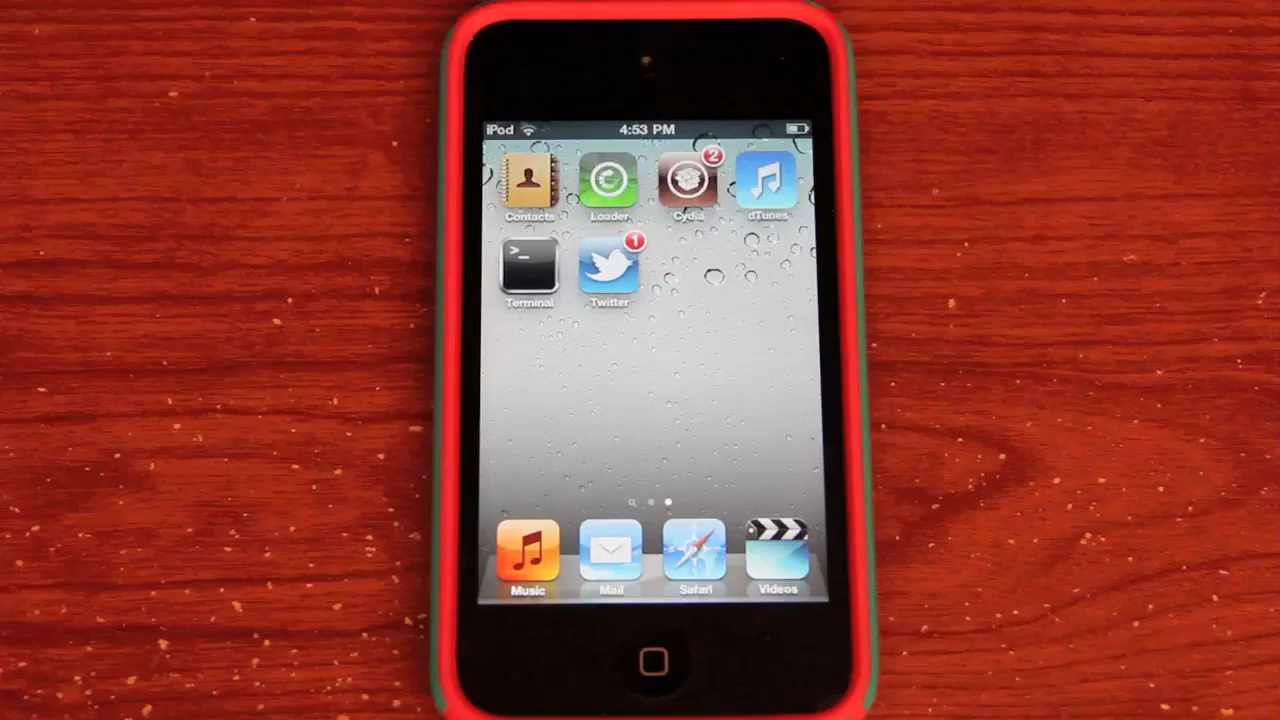 iPod 4:53 PM
2
Contacts Loader Cydia dTunes
1
>_
Terminal Twitter
Music Mail Safari Videos